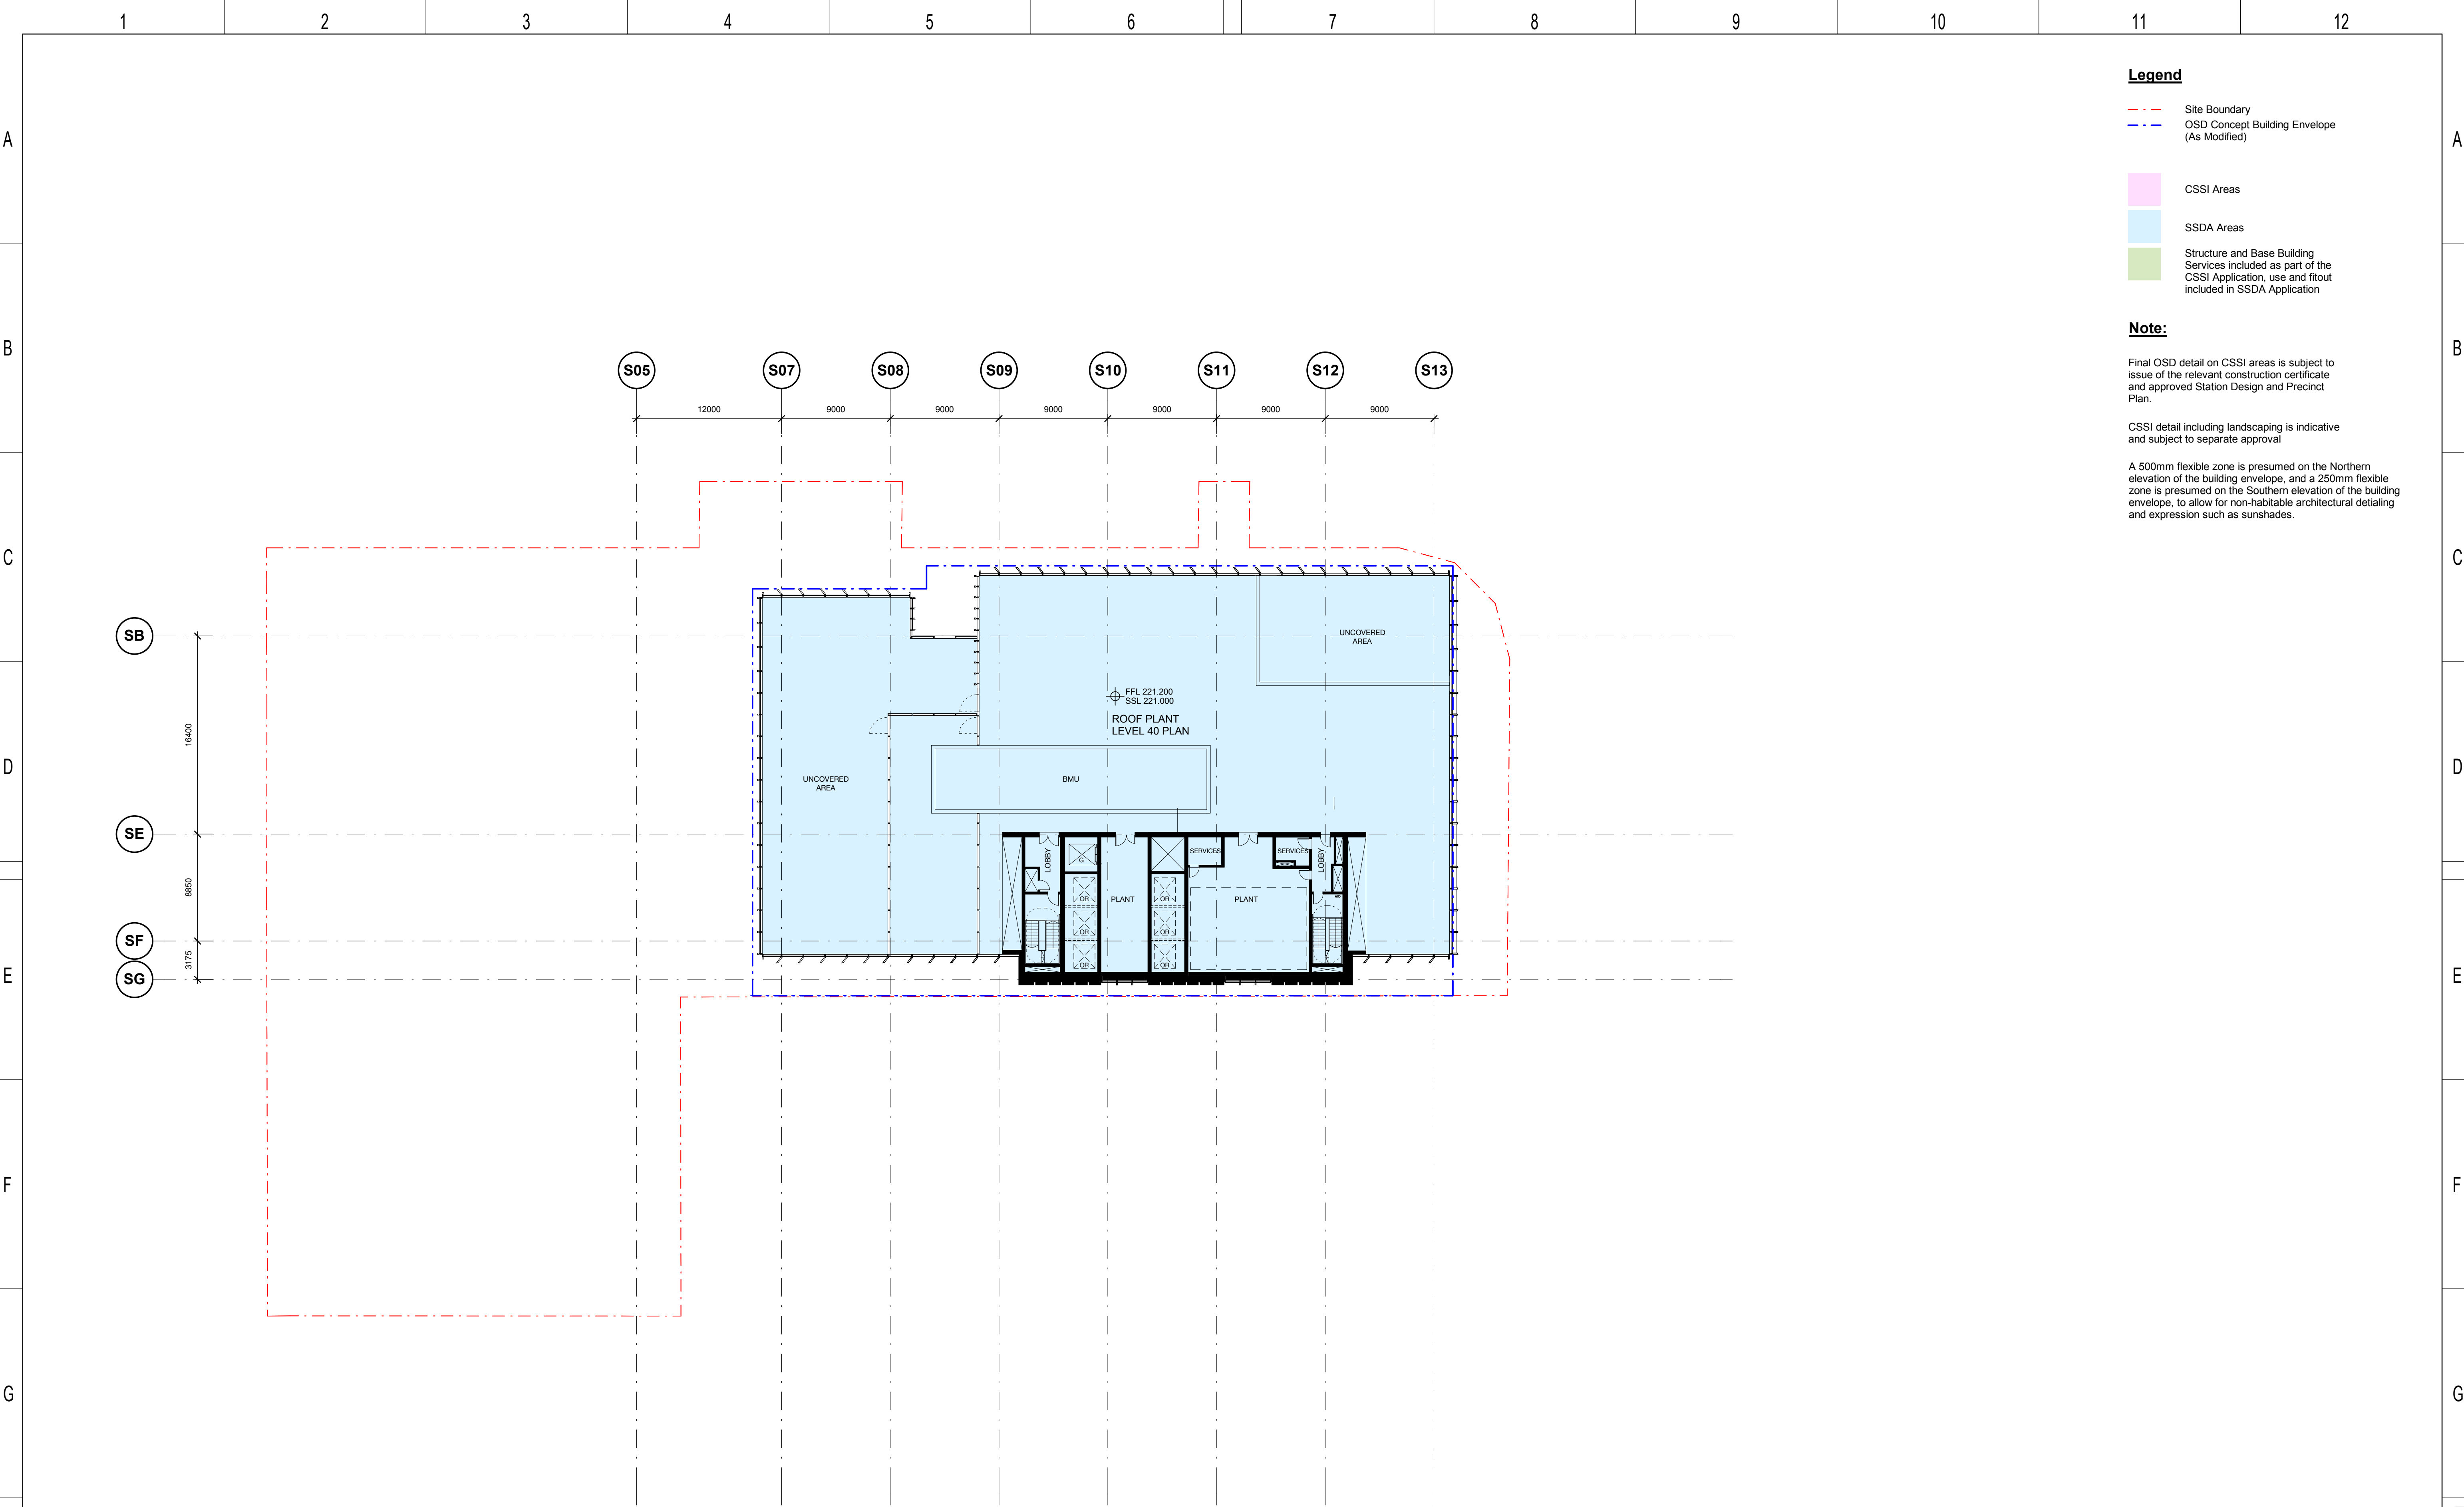 1 2 3 4 5 6 7 8 9 10 11 12
Legend
Site Boundary
OSD Concept Building Envelope
(As Modified)
CSSI Areas
SSDA Areas
Structure and Base Building
Services included as part of the
CSSI Application, use and fitout
included in SSDA Application
Note:
Final OSD detail on CSSI areas is subject to
issue of the relevant construction certificate
and approved Station Design and Precinct
Plan.
CSSI detail including landscaping is indicative
and subject to separate approval
A 500mm flexible zone is presumed on the Northern
elevation of the building envelope, and a 250mm flexible
zone is presumed on the Southern elevation of the building
envelope, to allow for non-habitable architectural detialing
and expression such as sunshades.
A A
B B
C C
D D
E E
F F
G G
S05 S07 S08 S09 S10 S11 S12 S13
12000 9000 9000 9000 9000 9000 9000
SB
SE
SF
SG
16400
8850
3175
UNCOVERED
AREA
FFL 221.200
SSL 221.000
ROOF PLANT
LEVEL 40 PLAN
UNCOVERED
AREA
BMU
LOBBY
G
SERVICES
SERVICES
LOBBY
OR
PLANT
OR
PLANT
OR
OR
OR
OR